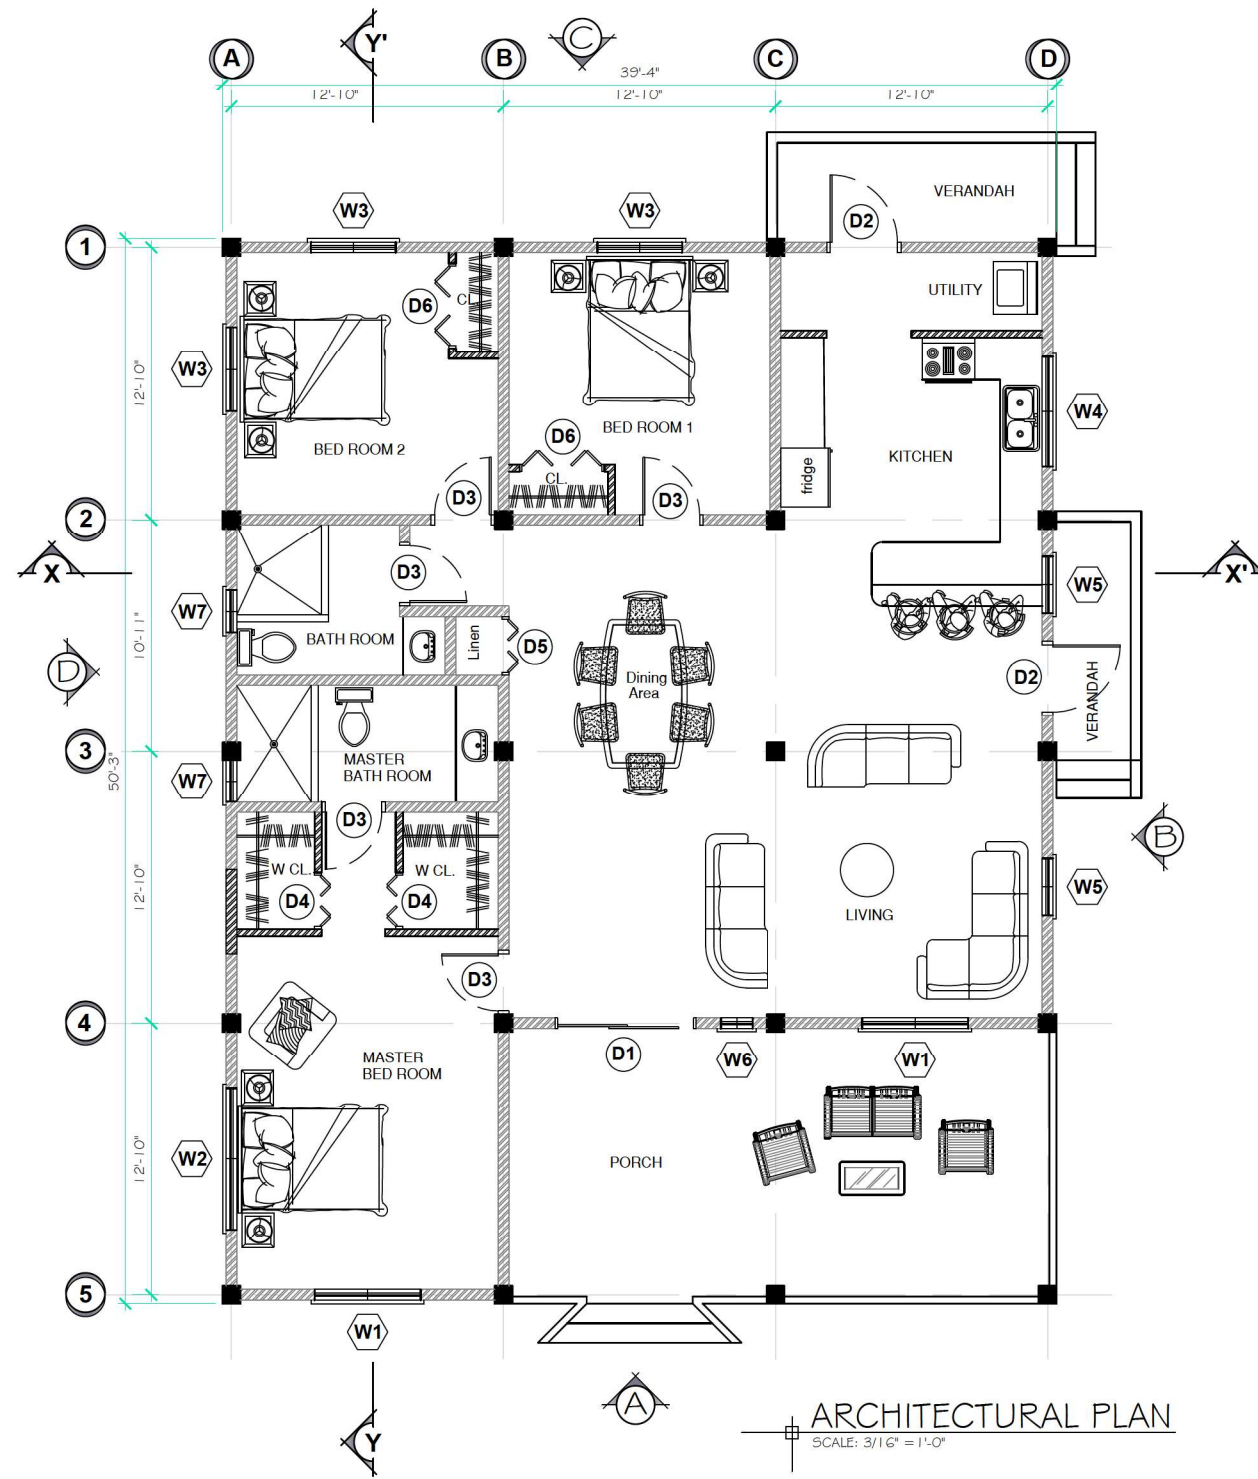 Y'
C
A
B
C
D
39'-4"
12'-10"
12'-10"
12'-10"
VERANDAH
W3
W3
D2
1
UTILITY
D6
CL.
W3
12'-10"
W4
D6
BED ROOM 1
BED ROOM 2
KITCHEN
CL.
fridge
D3
D3
2
X
D3
X'
W5
W7
10'-11"
BATH ROOM
Linen
D5
D
Dining
Area
D2
VERANDAH
3
50'-3"
MASTER
BATH ROOM
W7
D3
B
W CL.
W CL.
12'-10"
D4
D4
W5
LIVING
D3
4
D1
W6
W1
MASTER
BED ROOM
W2
12'-10"
PORCH
5
W1
A
Y
ARCHITECTURAL PLAN
SCALE: 3/16" = 1'-0"